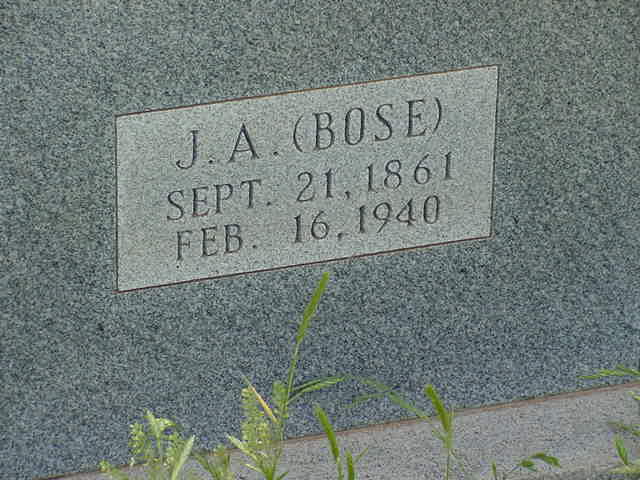 J.A. (BOSE)
SEPT. 21, 1861
FEB. 16, 1940